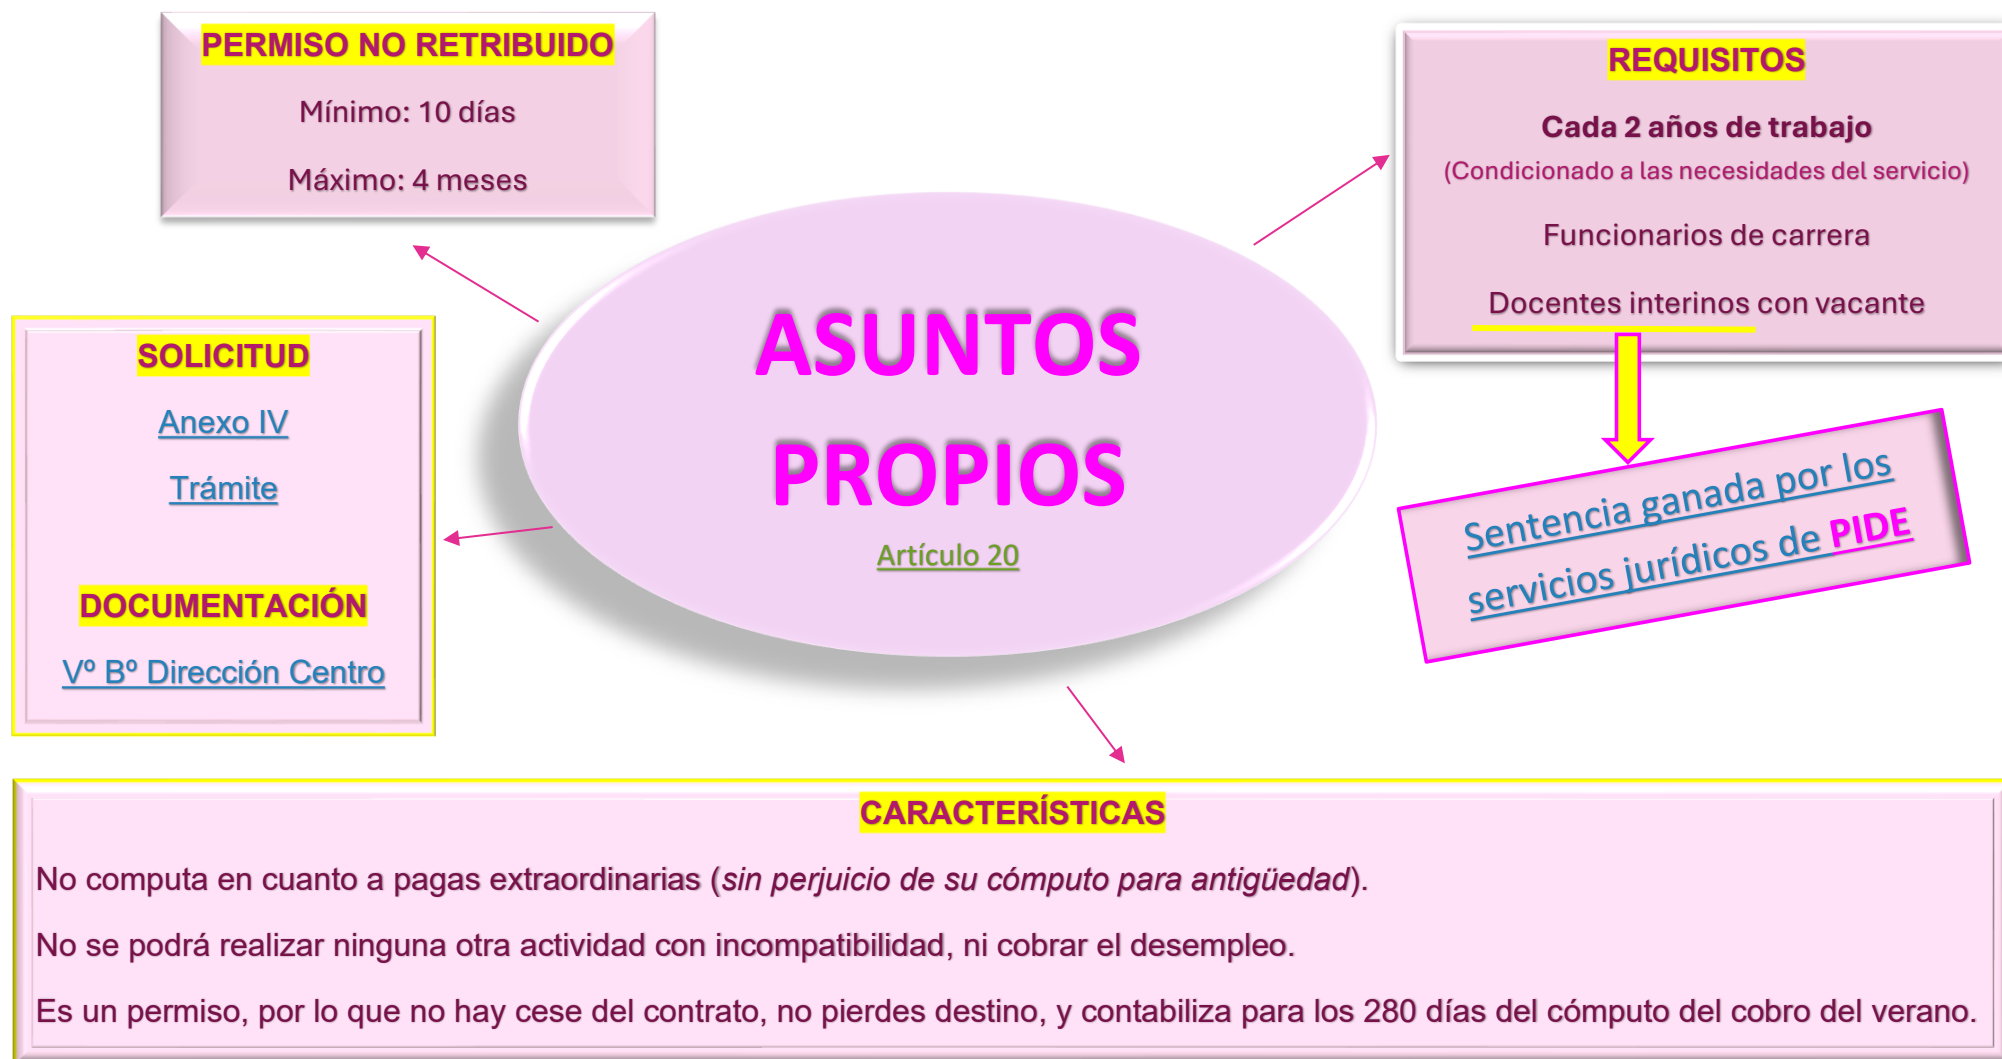 PERMISO NO RETRIBUIDO
Mínimo: 10 días
Máximo: 4 meses
REQUISITOS
Cada 2 años de trabajo
(Condicionado a las necesidades del servicio)
Funcionarios de carrera
Docentes interinos con vacante
Sentencia ganada por los
servicios jurídicos de PIDE
ASUNTOS
PROPIOS
Artículo 20
SOLICITUD
Anexo IV
Trámite
DOCUMENTACIÓN
Vº Bº Dirección Centro
CARACTERÍSTICAS
No computa en cuanto a pagas extraordinarias (sin perjuicio de su cómputo para antigüedad).
No se podrá realizar ninguna otra actividad con incompatibilidad, ni cobrar el desempleo.
Es un permiso, por lo que no hay cese del contrato, no pierdes destino, y contabiliza para los 280 días del cómputo del cobro del verano.